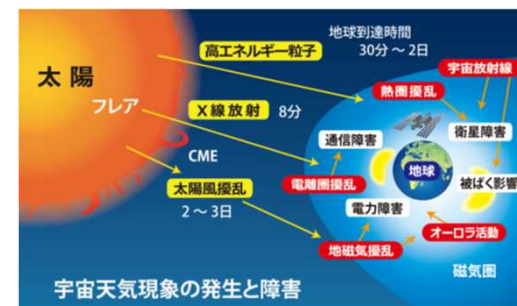 地球到達時間
高エネルギー粒子
30分～2日
宇宙放射線
太陽
熱圏擾乱
フレア
X線放射
8分
通信障害
衛星障害
CME
地球
電離圏擾乱
被ばく影響
太陽風擾乱
電力障害
2～3日
オーロラ活動
地磁気擾乱
磁気圏
宇宙天気現象の発生と障害